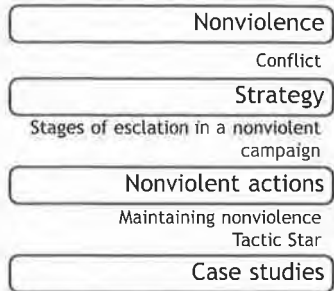 Nonviolence
Conflict
Strategy
Stages of esclation in a nonviolent
campaign
Nonviolent actions
Maintaining nonviolence
Tactic Star
Case studies